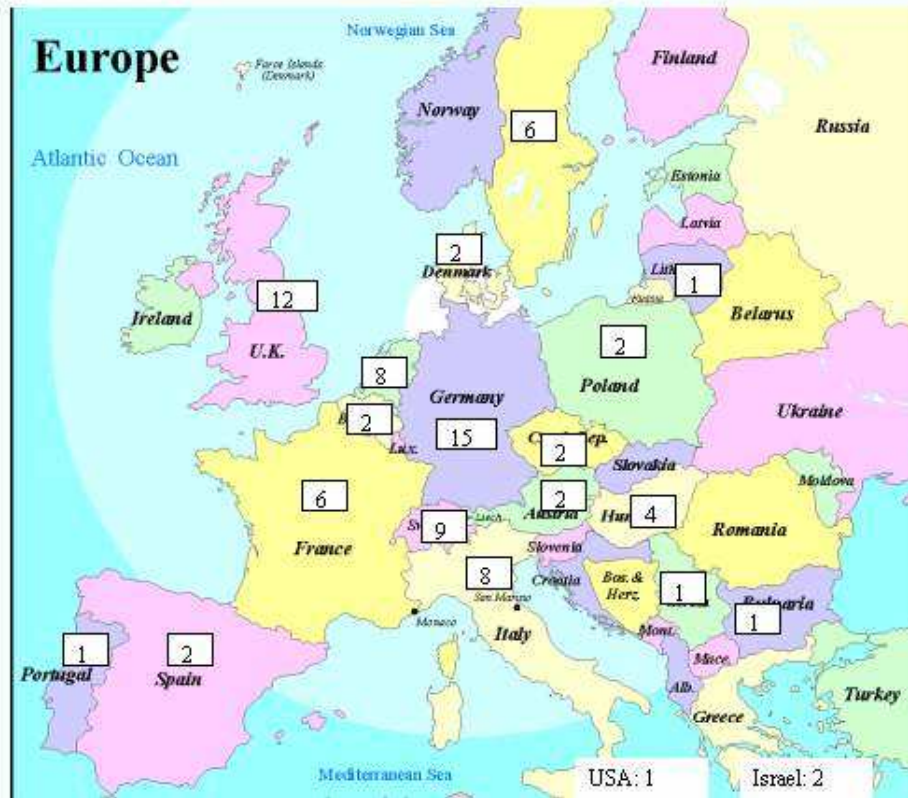 Norwegian Sea
Europe
Faroe Islands
(Denmark)
Finland
Norway
Russia
6
Atlantic Ocean
Estonia
Latvia
2
Denmark
1
12
Ireland
Belarus
2
U.K.
8
Poland
Germany
Ukraine
2
15
Lux.
2
Slovakia
Moldova
6
2
Austria
4
9
Liech.
Romania
France
Slovenia
8
Croatia
Bos. &
Herz.
1
San Marino
Bulgaria
1
Monaco
Italy
Mont.
1
2
Mace.
Portugal
Spain
Alb.
Turkey
Greece
Mediterranean Sea
USA: 1
Israel: 2